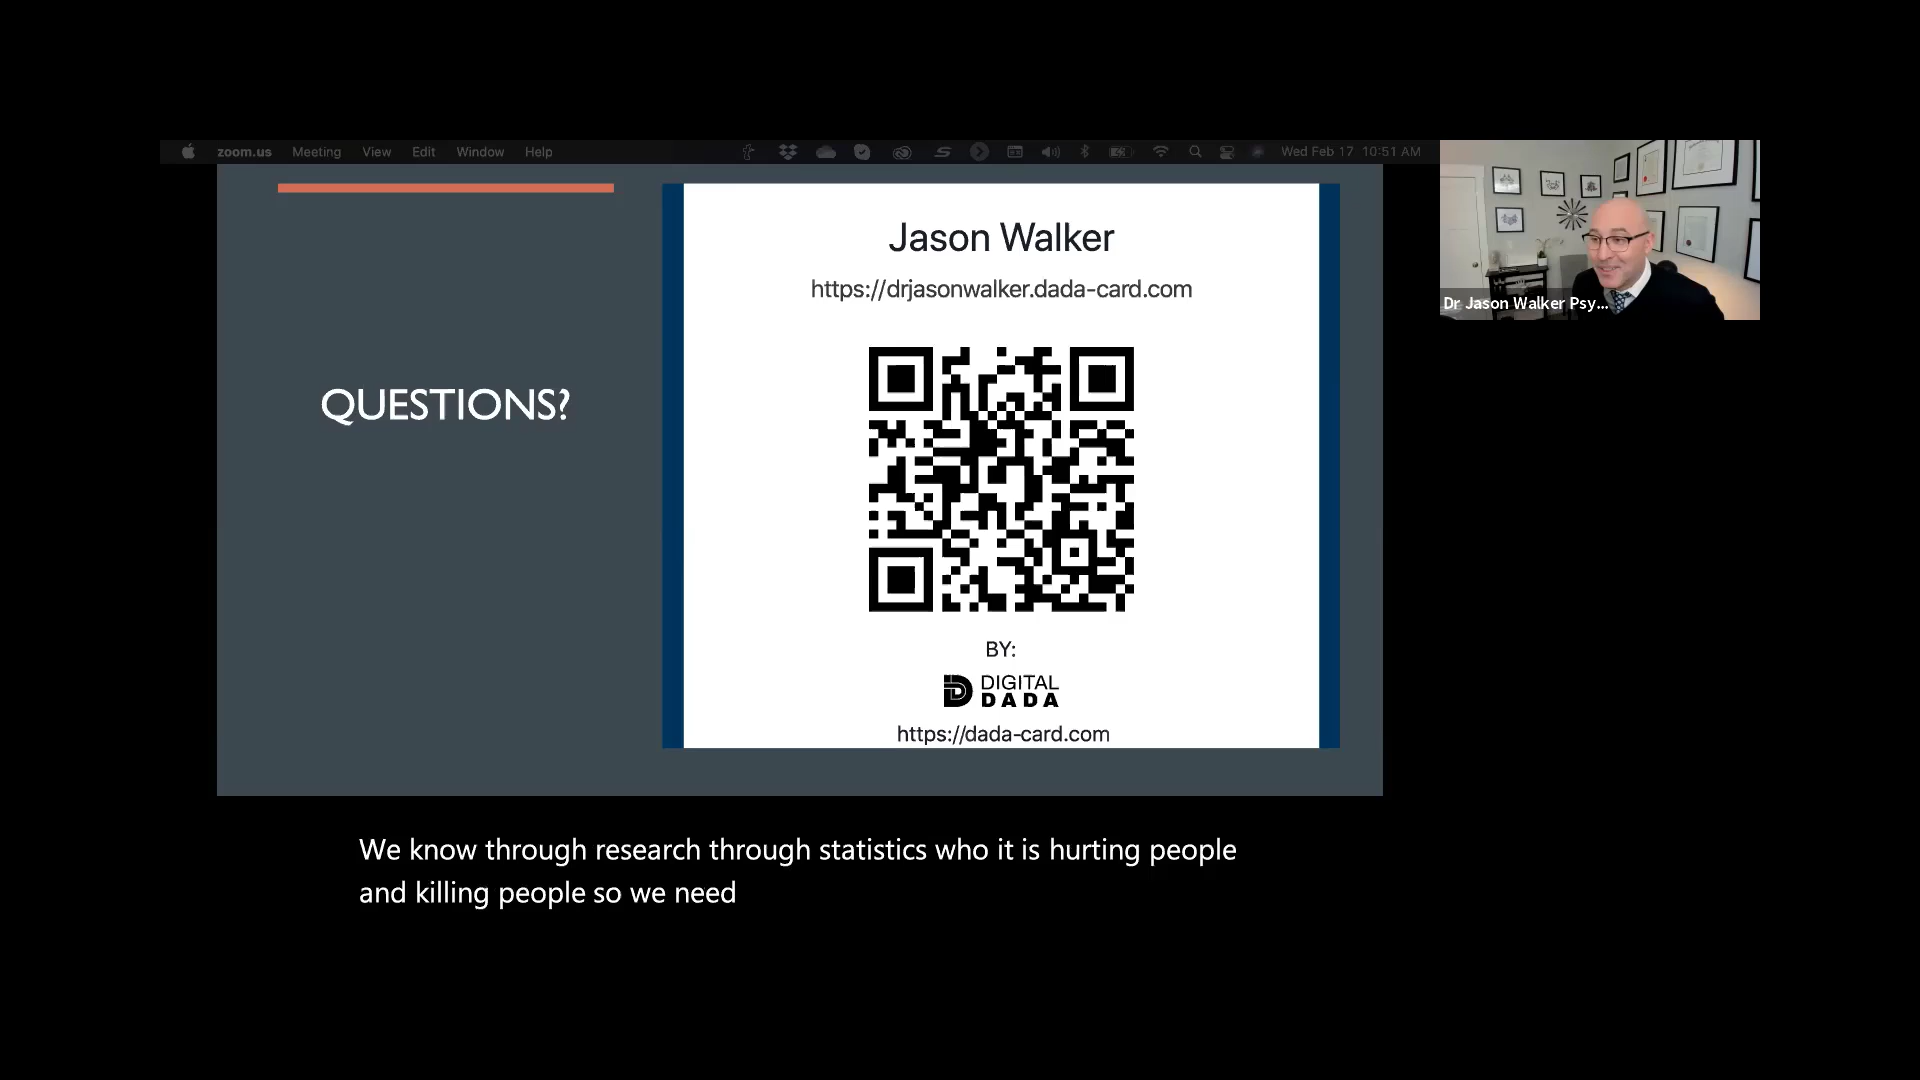 zoom.us Meeting View Edit Window Help Wed Feb 17 10:51 AM
Jason Walker
https://drjasonwalker.dada-card.com
QUESTIONS?
BY:
DIGITAL
DADA
https://dada-card.com
Dr Jason Walker Psy...
We know through research through statistics who it is hurting people
and killing people so we need